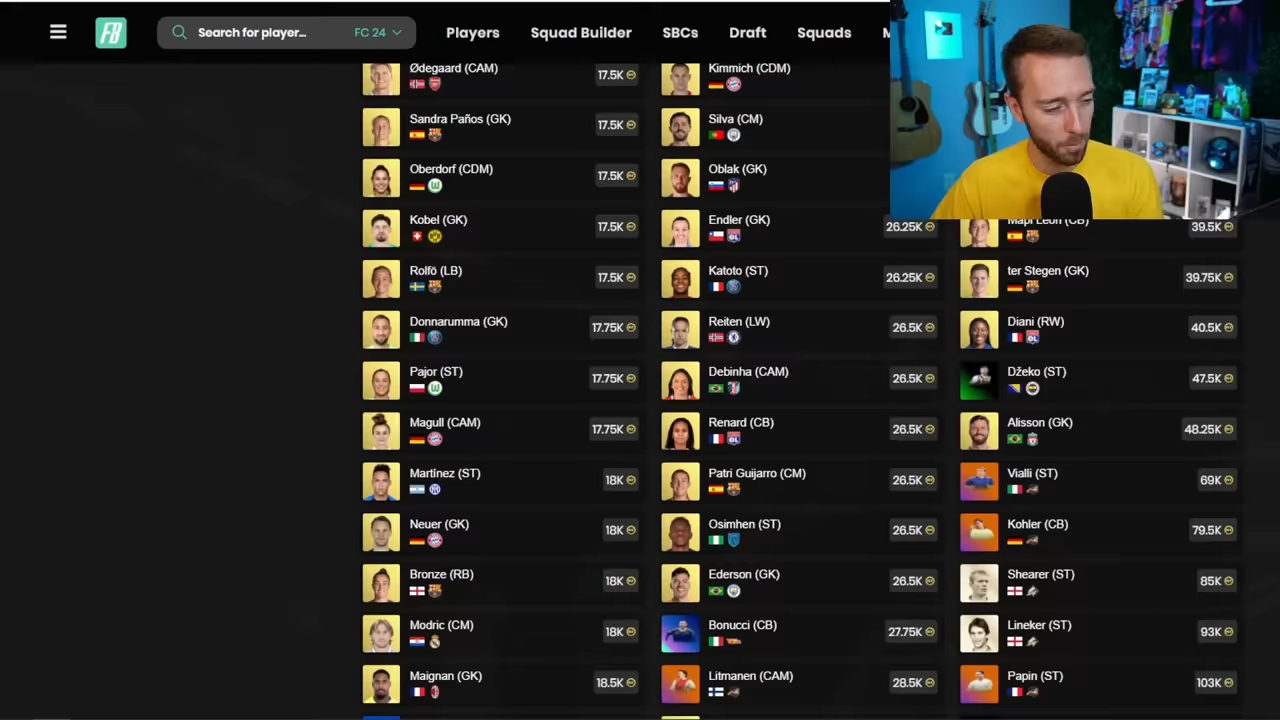 FB
Search for player...
FC 24
Players
Squad Builder
SBCs
Draft
Squads
Ødegaard (CAM)
17.5K
Sandra Paños (GK)
17.5K
Oberdorf (CDM)
17.5K
Kobel (GK)
17.5K
Rolfö (LB)
17.5K
Donnarumma (GK)
17.75K
Pajor (ST)
17.75K
Magull (CAM)
17.75K
Martínez (ST)
18K
Neuer (GK)
18K
Bronze (RB)
18K
Modric (CM)
18K
Maignan (GK)
18.5K
Kimmich (CDM)
Silva (CM)
Oblak (GK)
Endler (GK)
26.25K
Katoto (ST)
26.25K
Reiten (LW)
26.5K
Debinha (CAM)
26.5K
Renard (CB)
26.5K
Patri Guijarro (CM)
26.5K
Osimhen (ST)
26.5K
Ederson (GK)
26.5K
Bonucci (CB)
27.75K
Litmanen (CAM)
28.5K
Mapi León (CB)
39.5K
ter Stegen (GK)
39.75K
Diani (RW)
40.5K
Džeko (ST)
47.5K
Alisson (GK)
48.25K
Vialli (ST)
69K
Kohler (CB)
79.5K
Shearer (ST)
85K
Lineker (ST)
93K
Papin (ST)
103K